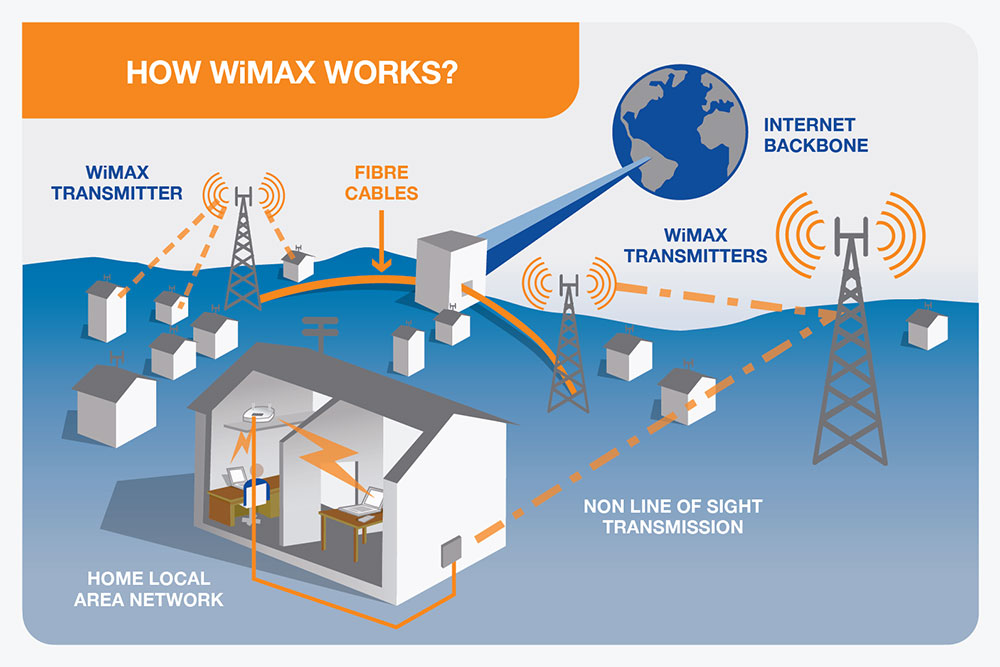 HOW WiMAX WORKS?
INTERNET
BACKBONE
WiMAX
TRANSMITTER
FIBRE
CABLES
WiMAX
TRANSMITTERS
NON LINE OF SIGHT
TRANSMISSION
HOME LOCAL
AREA NETWORK